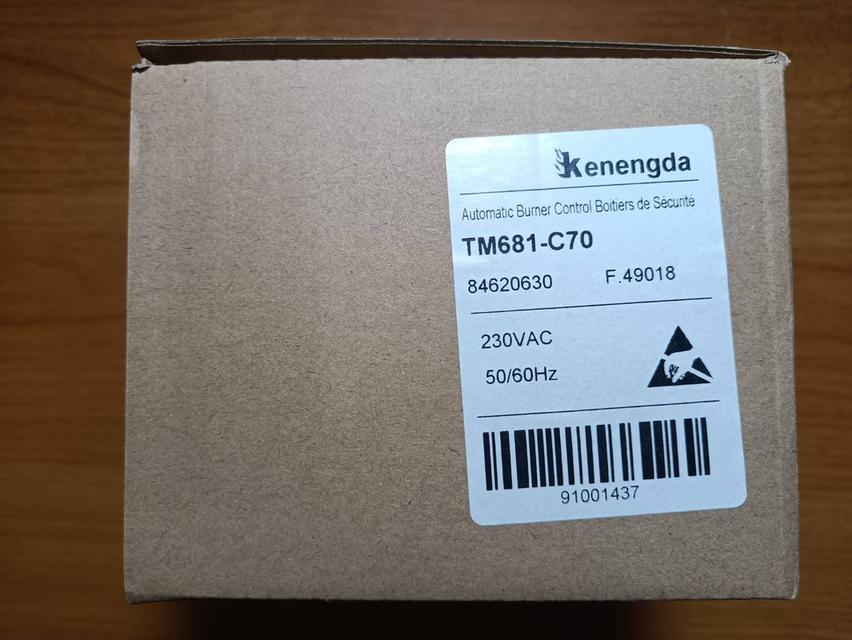 Kenengda
Automatic Burner Control Boitiers de Sécurité
TM681-C70
84620630 F.49018
230VAC
50/60Hz
91001437